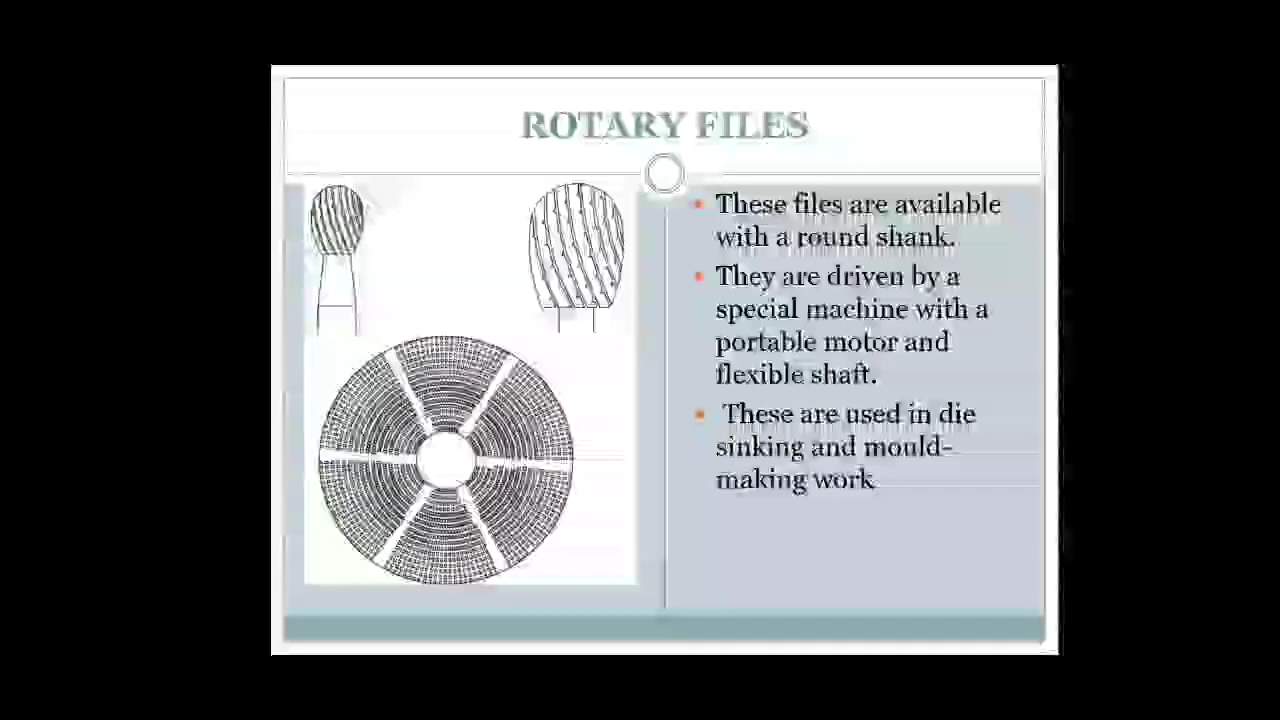 ROTARY FILES
• These files are available
with a round shank.
• They are driven by a
special machine with a
portable motor and
flexible shaft.
• These are used in die
sinking and mould-
making work